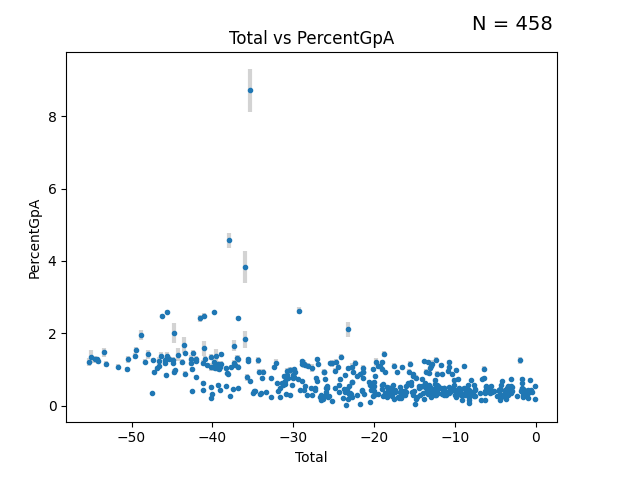 N = 458
Total vs PercentGpA
PercentGpA
8
6
4
2
0
−50 −40 −30 −20 −10 0
Total